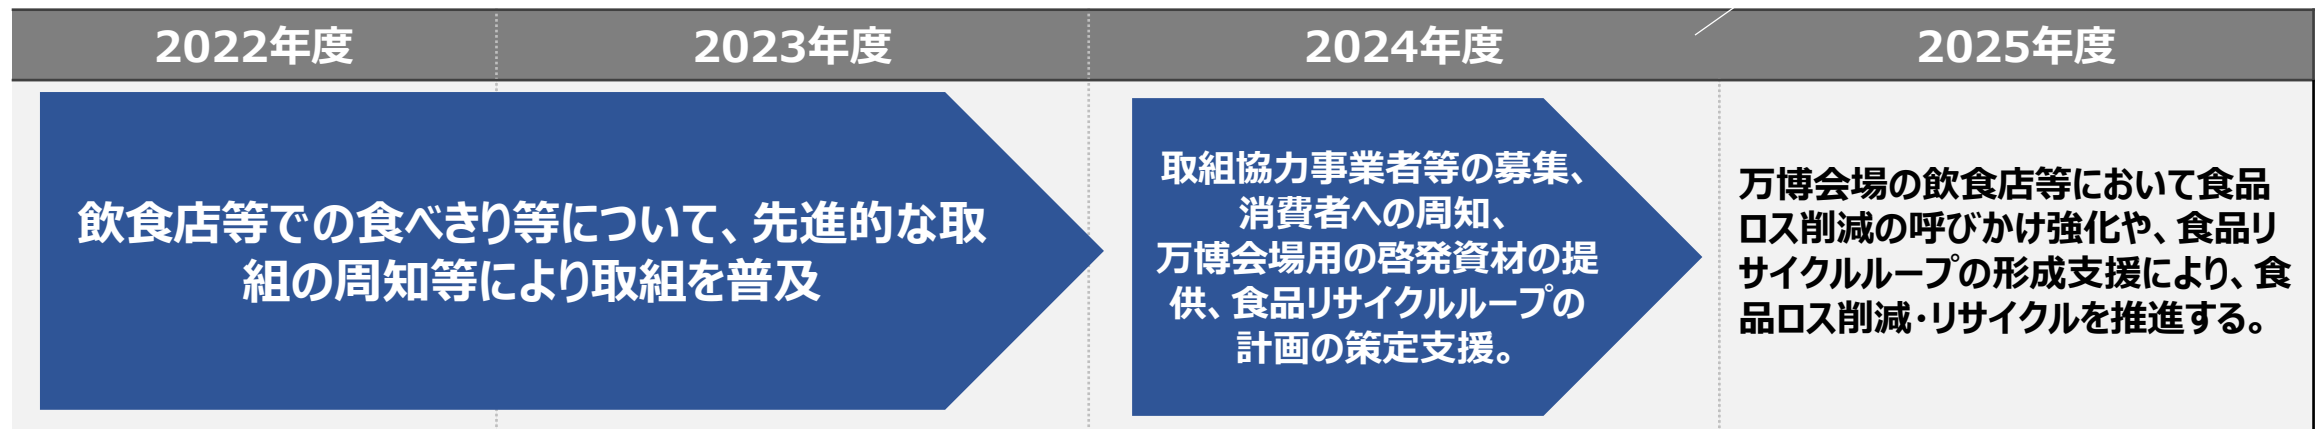 2022年度
2023年度
2024年度
2025年度
飲食店等での食べきり等について、先進的な取
組の周知等により取組を普及
取組協力事業者等の募集、
消費者への周知、
万博会場用の啓発資材の提
供、食品リサイクルループの
計画の策定支援。
万博会場の飲食店等において食品
ロス削減の呼びかけ強化や、食品リ
サイクルループの形成支援により、食
品ロス削減・リサイクルを推進する。